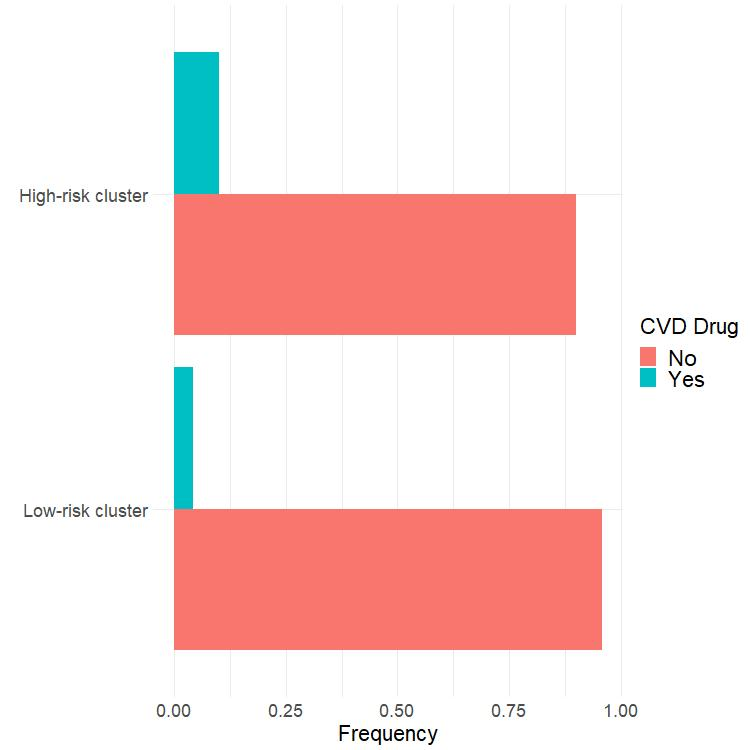 High-risk cluster
Low-risk cluster
0.00 0.25 0.50 0.75 1.00
Frequency
CVD Drug
No
Yes